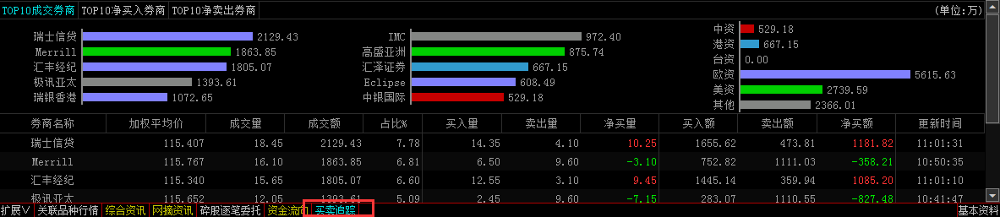 TOP10成交券商 TOP10净买入券商 TOP10净卖出券商 (单位:万)
瑞士信贷 2129.43 IMC 972.40 中资 529.18
Merrill 1863.85 高盛亚洲 875.74 港资 667.15
汇丰经纪 1805.07 汇泽证券 667.15 台资 0.00
极讯亚太 1393.61 Eclipse 608.49 欧资 5615.63
瑞银香港 1072.65 中银国际 529.18 美资 2739.59
其他 2366.01
券商名称 加权平均价 成交量 成交额 占比% 买入量 卖出量 净买量 买入额 卖出额 净买额 更新时间
瑞士信贷 115.407 18.45 2129.43 7.78 14.35 4.10 10.25 1655.62 473.81 1181.82 11:01:31
Merrill 115.767 16.10 1863.85 6.81 6.50 9.60 -3.10 752.82 1111.03 -358.21 10:50:35
汇丰经纪 115.340 15.65 1805.07 6.60 12.55 3.10 9.45 1445.14 359.94 1085.20 11:01:10
极讯亚太 115.652 12.05 1393.61 5.09 2.45 9.60 -7.15 283.07 1110.55 -827.48 10:41:47
扩展∨ 关联品种行情 综合资讯 网摘资讯 碎股逐笔委托 资金流向 买卖追踪 基本资料